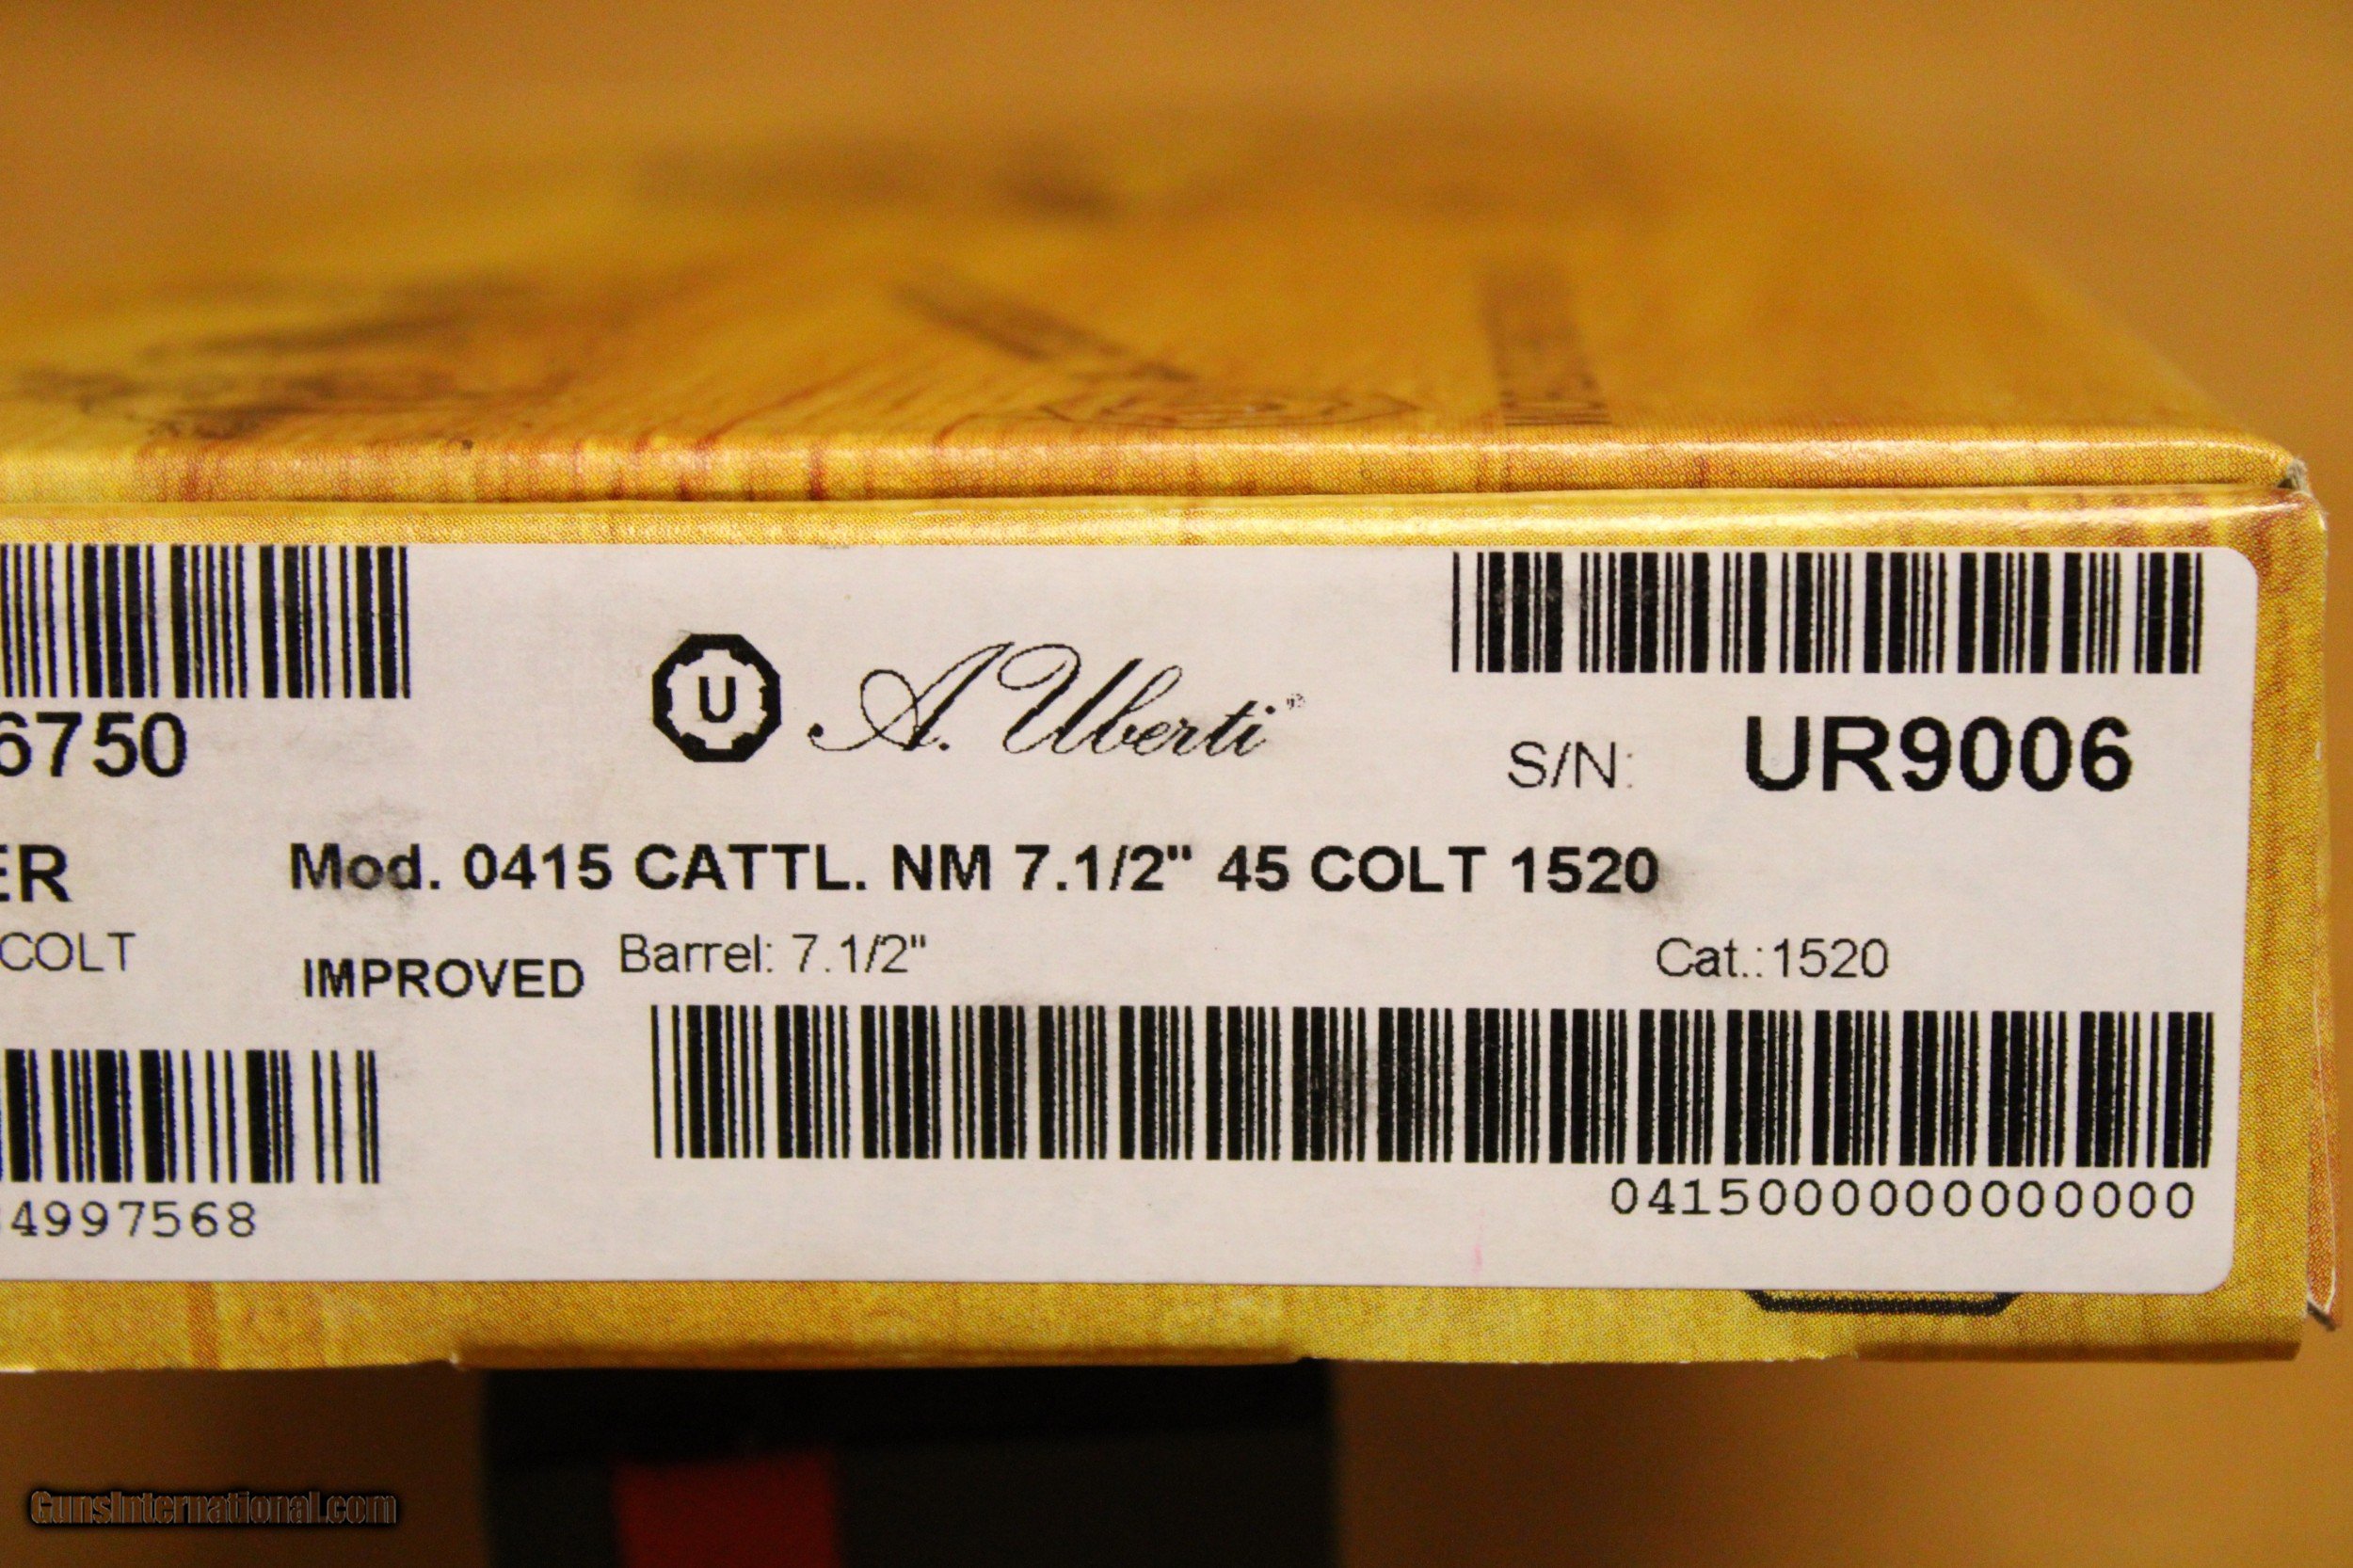 6750
U A. Uberti
S/N: UR9006
ER
Mod. 0415 CATTL. NM 7.1/2" 45 COLT 1520
COLT
IMPROVED
Barrel: 7.1/2"
Cat.:1520
4997568
0415000000000000
GunsInternational.com